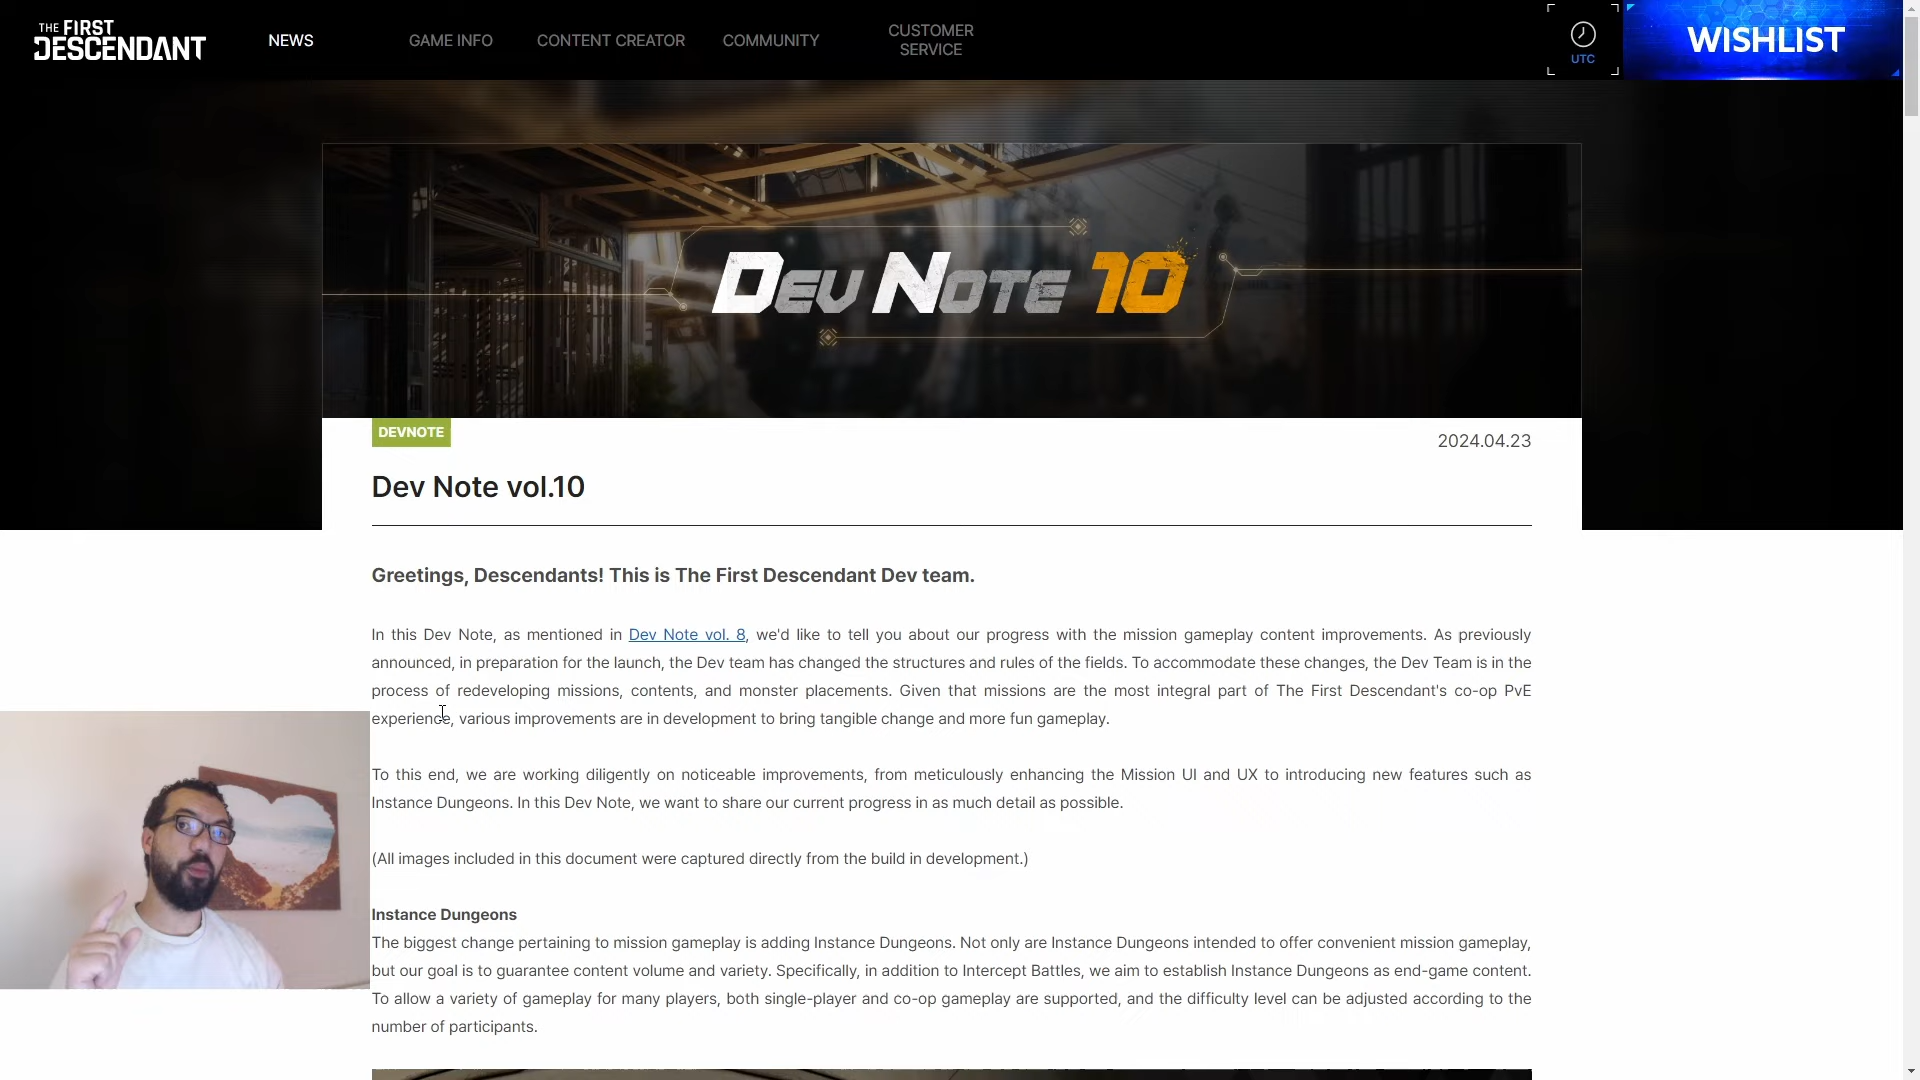 THE FIRST
DESCENDANT
NEWS
GAME INFO
CONTENT CREATOR
COMMUNITY
CUSTOMER
SERVICE
UTC
WISHLIST
DEV NOTE 10
DEVNOTE
2024.04.23
Dev Note vol.10
Greetings, Descendants! This is The First Descendant Dev team.
In this Dev Note, as mentioned in Dev Note vol. 8, we'd like to tell you about our progress with the mission gameplay content improvements. As previously
announced, in preparation for the launch, the Dev team has changed the structures and rules of the fields. To accommodate these changes, the Dev Team is in the
process of redeveloping missions, contents, and monster placements. Given that missions are the most integral part of The First Descendant's co-op PvE
experience, various improvements are in development to bring tangible change and more fun gameplay.
To this end, we are working diligently on noticeable improvements, from meticulously enhancing the Mission UI and UX to introducing new features such as
Instance Dungeons. In this Dev Note, we want to share our current progress in as much detail as possible.
(All images included in this document were captured directly from the build in development.)
Instance Dungeons
The biggest change pertaining to mission gameplay is adding Instance Dungeons. Not only are Instance Dungeons intended to offer convenient mission gameplay,
but our goal is to guarantee content volume and variety. Specifically, in addition to Intercept Battles, we aim to establish Instance Dungeons as end-game content.
To allow a variety of gameplay for many players, both single-player and co-op gameplay are supported, and the difficulty level can be adjusted according to the
number of participants.